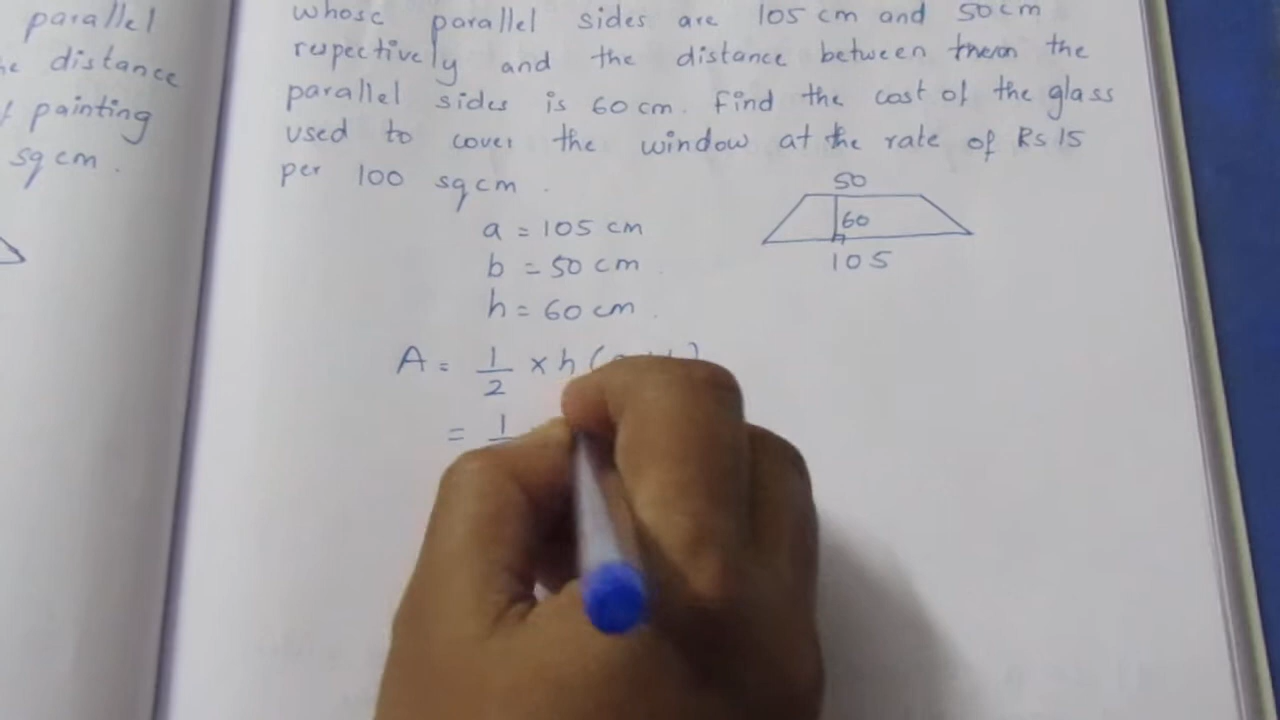 parallel
distance
painting
sq cm.
whose parallel sides are 105 cm and 50 cm
respectively and the distance between the
parallel sides is 60 cm. Find the cost of the glass
used to cover the window at the rate of Rs 15
per 100 sq cm.
50
60
105
a = 105 cm
b = 50 cm
h = 60 cm.
A = 1/2 × h (
= 1